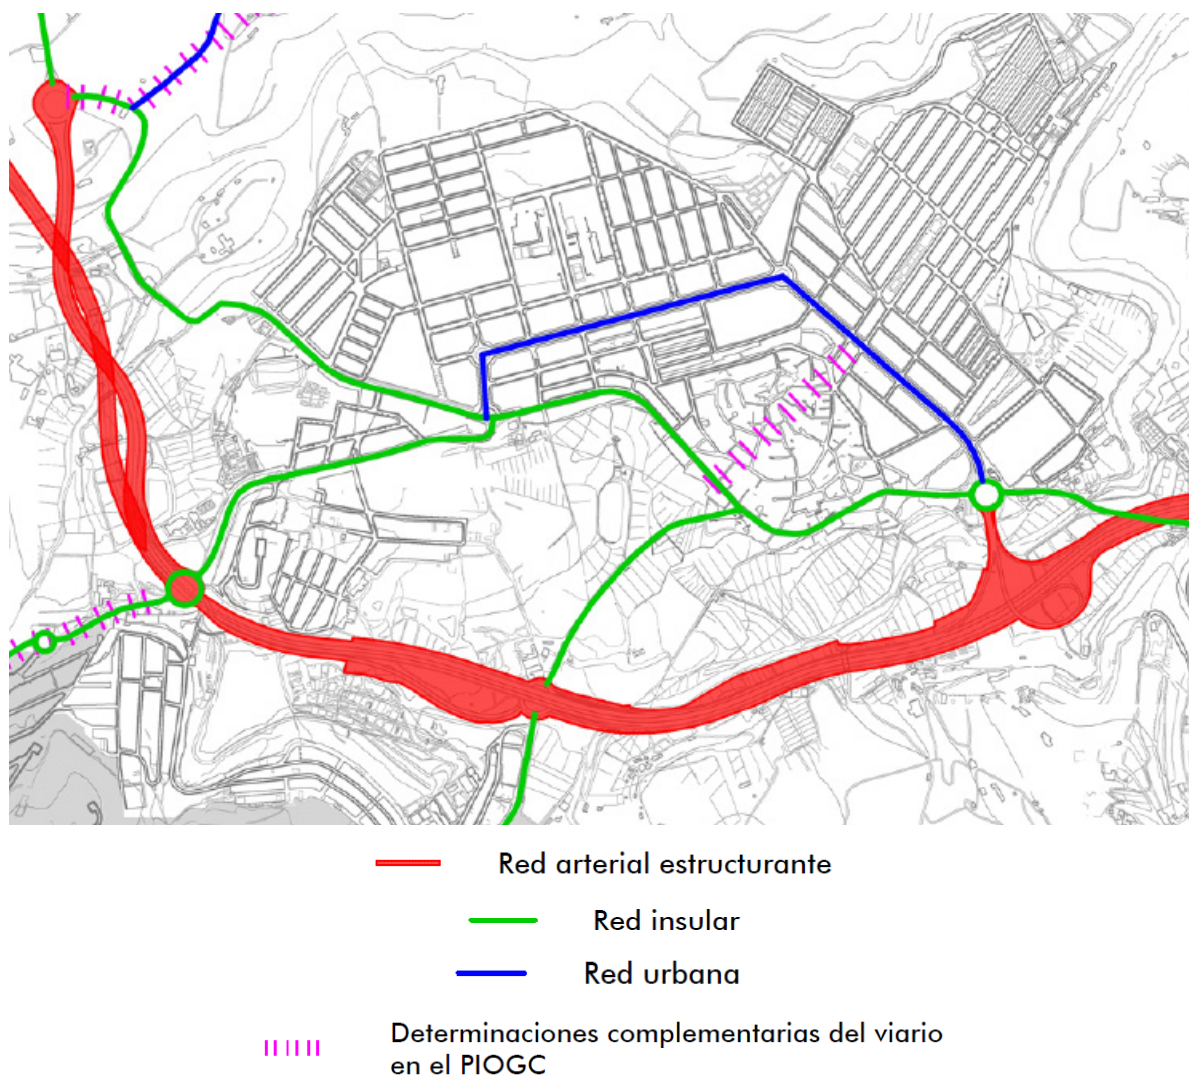 Red arterial estructurante
Red insular
Red urbana
Determinaciones complementarias del viario
en el PIOGC